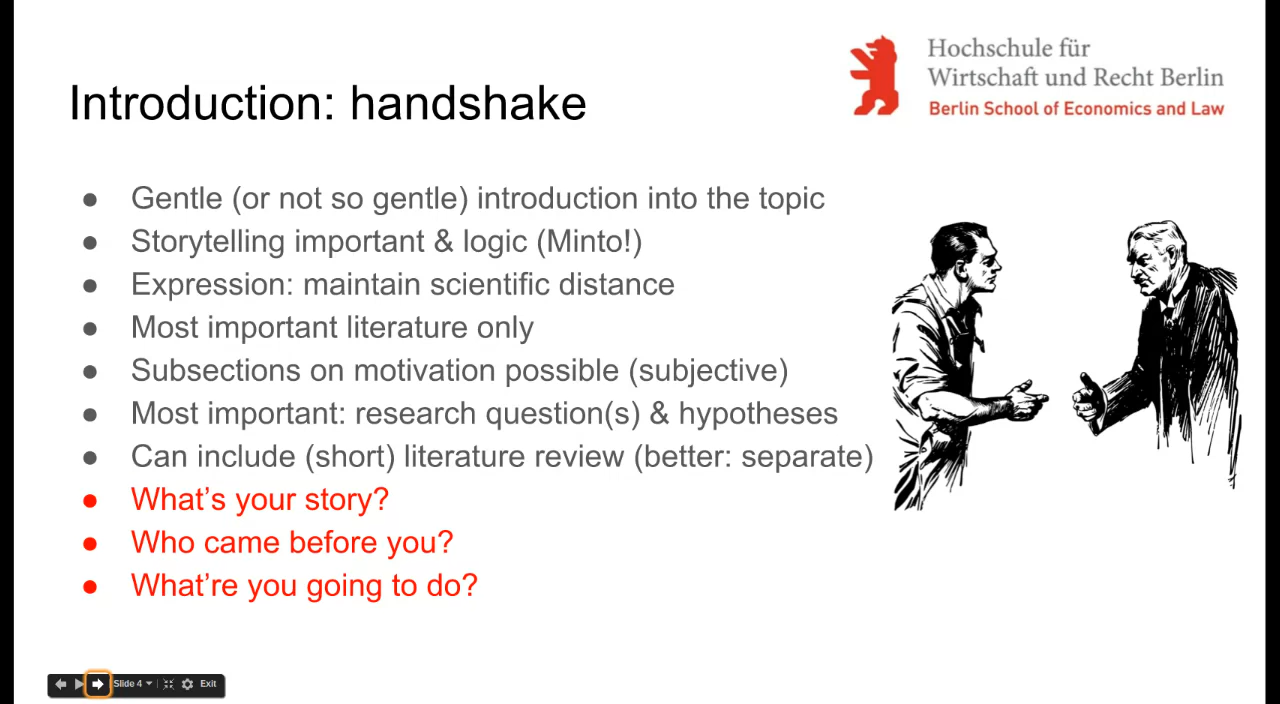 Hochschule für
Wirtschaft und Recht Berlin
Berlin School of Economics and Law
Introduction: handshake
● Gentle (or not so gentle) introduction into the topic
● Storytelling important & logic (Minto!)
● Expression: maintain scientific distance
● Most important literature only
● Subsections on motivation possible (subjective)
● Most important: research question(s) & hypotheses
● Can include (short) literature review (better: separate)
● What’s your story?
● Who came before you?
● What’re you going to do?
Slide 4 Exit